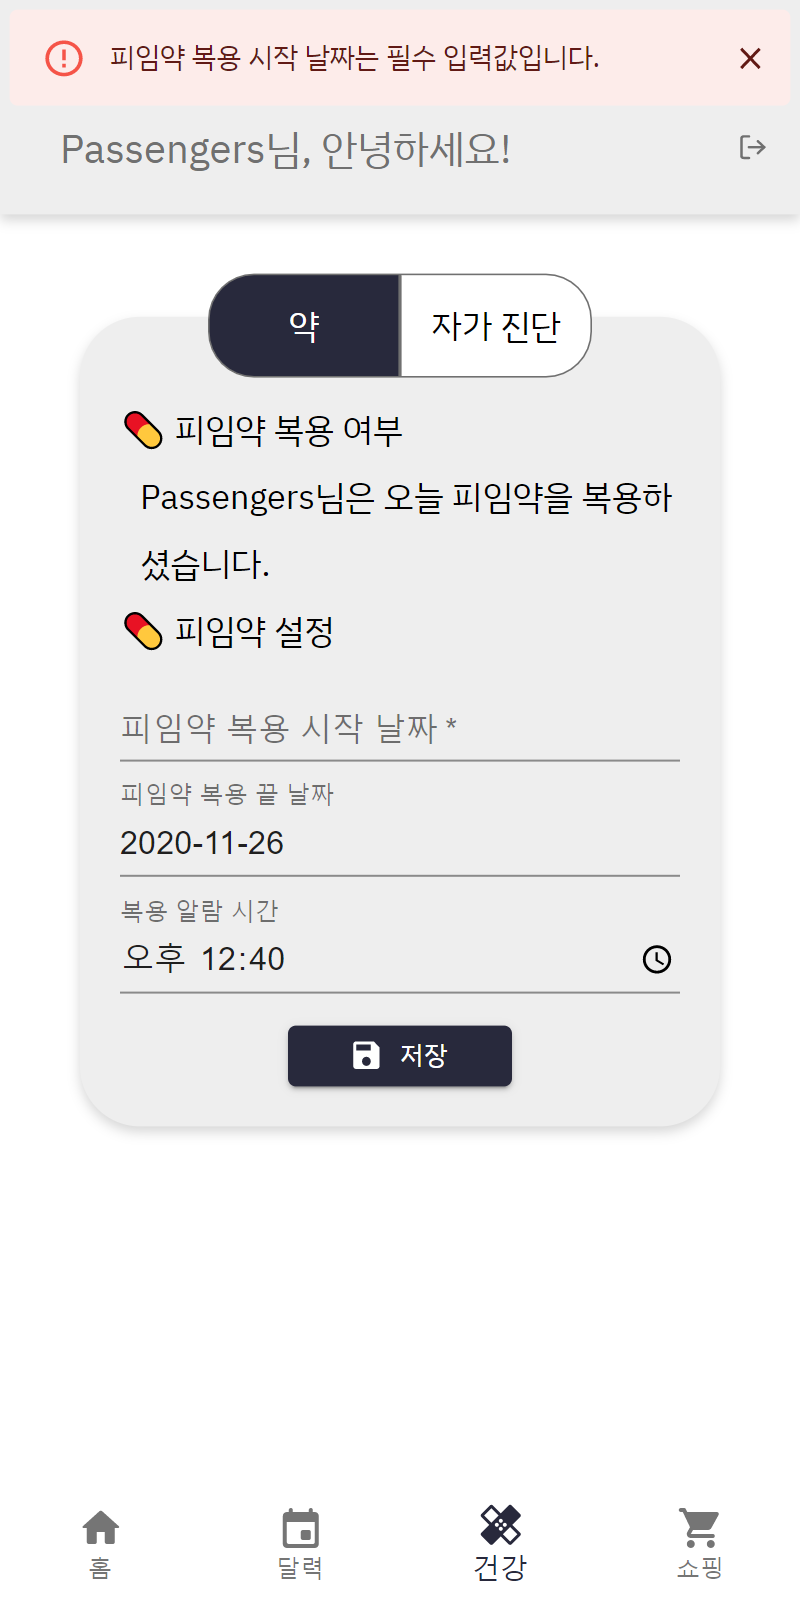 피임약 복용 시작 날짜는 필수 입력값입니다.
Passengers님, 안녕하세요!
약
자가 진단
피임약 복용 여부
Passengers님은 오늘 피임약을 복용하
셨습니다.
피임약 설정
피임약 복용 시작 날짜 *
피임약 복용 끝 날짜
2020-11-26
복용 알람 시간
오후 12:40
저장
홈
달력
건강
쇼핑